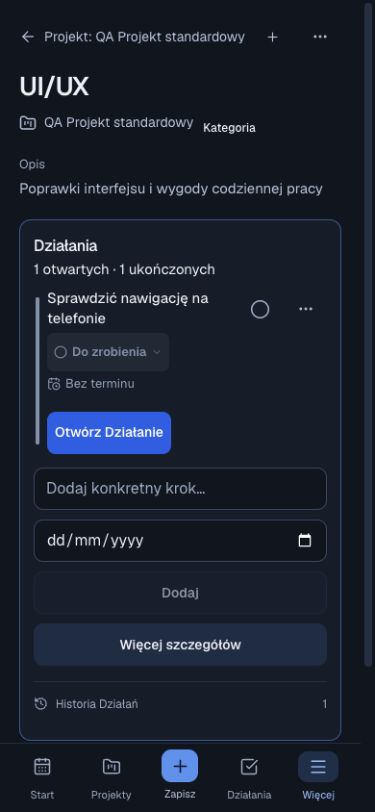 Projekt: QA Projekt standardowy
UI/UX
QA Projekt standardowy Kategoria
Opis
Poprawki interfejsu i wygody codziennej pracy
Działania
1 otwartych · 1 ukończonych
Sprawdzić nawigację na
telefonie
Do zrobienia
Bez terminu
Otwórz Działanie
Dodaj konkretny krok...
dd/mm/yyyy
Dodaj
Więcej szczegółów
Historia Działań 1
Start Projekty Zapisz Działania Więcej